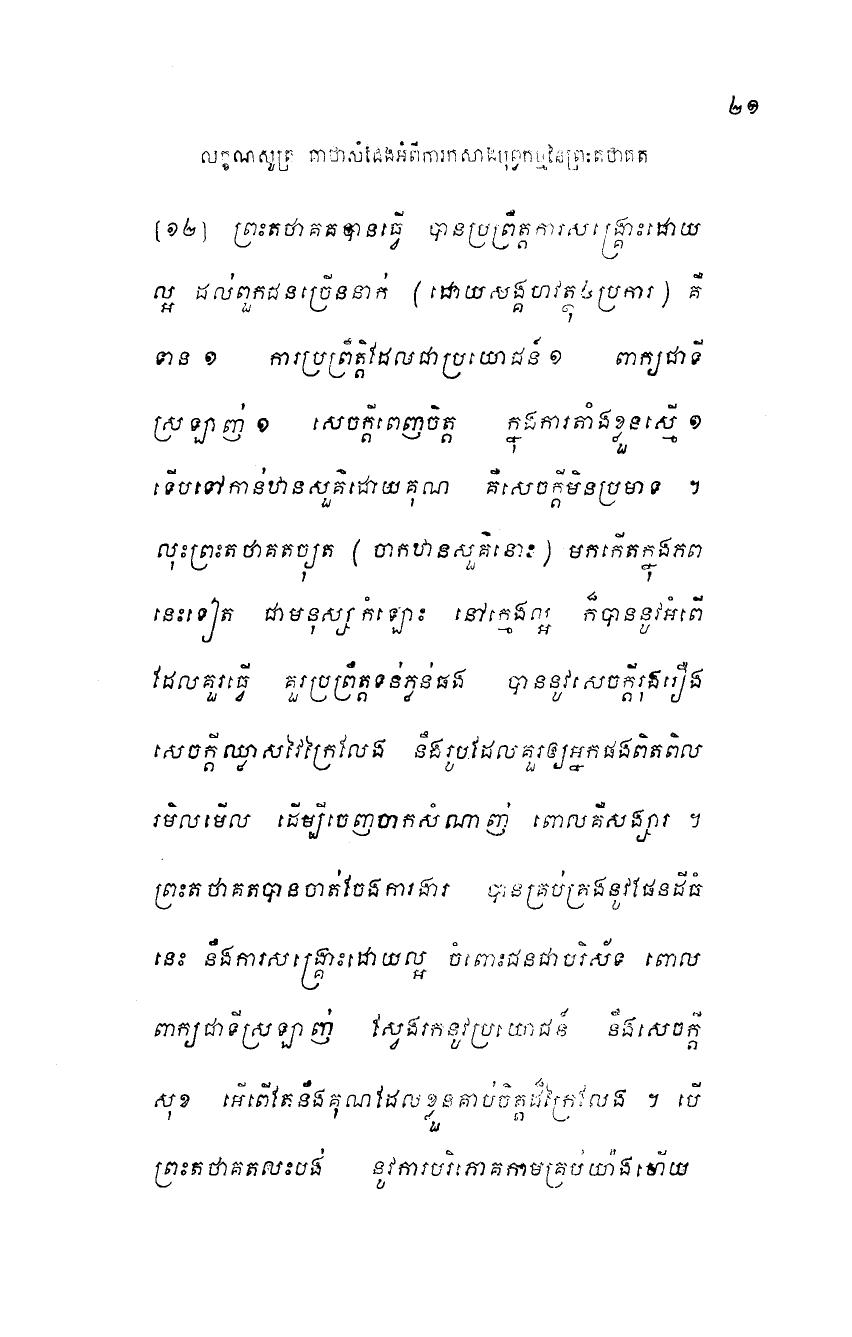 ២១
លក្ខណសូត្រ គាថាសំដែងអំពីការកសាងបុព្វកម្មនៃព្រះតថាគត
[១២] ព្រះតថាគតបានធ្វើ បានប្រព្រឹត្តការសង្គ្រោះដោយ
ល្អ ដល់ពួកជនច្រើននាក់ (ដោយសង្គហវត្ថុ៤ប្រការ) គឺ
ទាន ១ ការប្រព្រឹត្តិដែលជាប្រយោជន៍ ១ ពាក្យជាទី
ស្រឡាញ់ ១ សេចក្តីពេញចិត្ត ក្នុងការតាំងខ្លួនស្មើ ១
ទើបទៅកាន់ឋានសួគ៌ដោយគុណ គឺសេចក្តីមិនប្រមាទ ។
លុះព្រះតថាគតច្យុត (ចាកឋានសួគ៌នោះ) មកកើតក្នុងភព
នេះទៀត ជាមនុស្សកំឡោះ នៅក្មេងល្អ ក៏បាននូវអំពើ
ដែលគួរធ្វើ គួរប្រព្រឹត្តទន់ភ្លន់ផង បាននូវសេចក្តីរុងរឿង
សេចក្តីឈ្លាសវៃក្រៃលែង នឹងរូបដែលគួរឲ្យអ្នកផងពិតពិល
រមិលមើល ដើម្បីចេញចាកសំណាញ់ ពោលគឺសង្សារ ។
ព្រះតថាគតបានចាត់ចែងការងារ បានគ្រប់គ្រងនូវផែនដីធំ
នេះ នឹងការសង្គ្រោះដោយល្អ ចំពោះជនជាបរិស័ទ ពោល
ពាក្យជាទីស្រឡាញ់ ស្វែងរកនូវប្រយោជន៍ នឹងសេចក្តី
សុខ អើពើតែនឹងគុណដែលខ្លួនគាប់ចិត្តដ៏ក្រៃលែង ។ បើ
ព្រះតថាគតលះបង់ នូវការបរិភោគកាមគ្រប់យ៉ាងហើយ